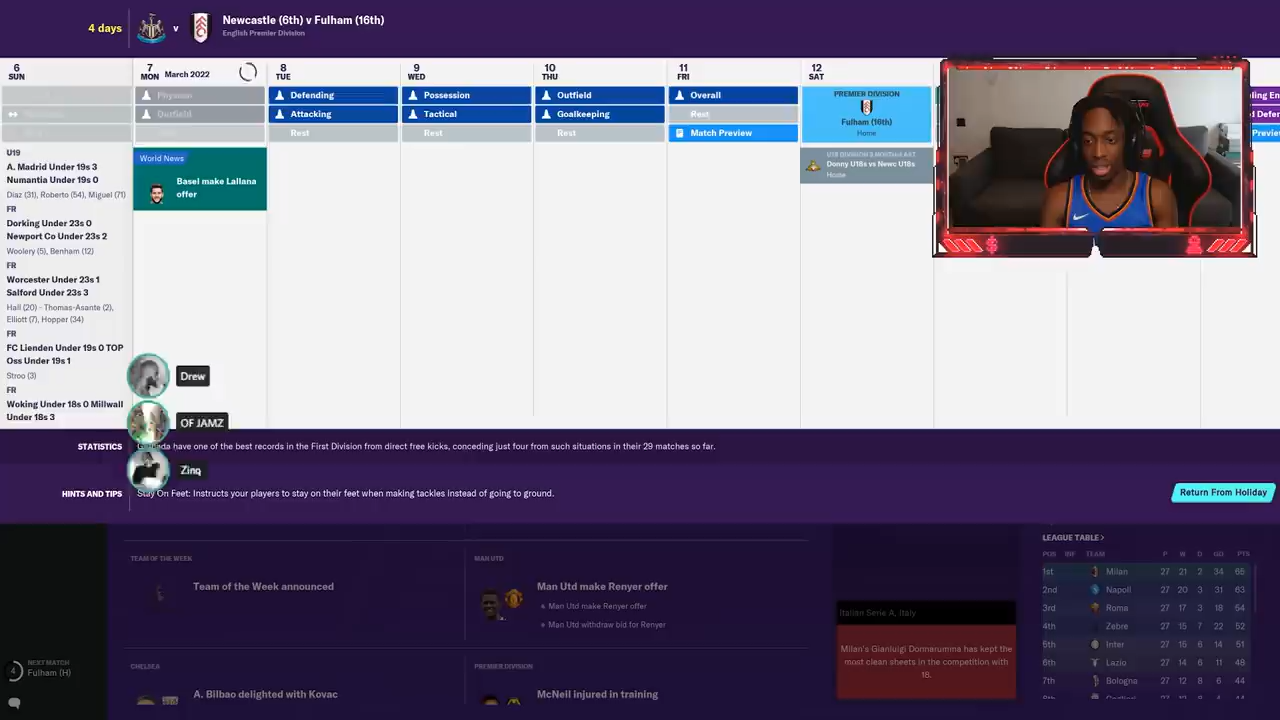 4 days
v
Newcastle (6th) v Fulham (16th)
English Premier Division
6
SUN
7
MON
March 2022
8
TUE
9
WED
10
THU
11
FRI
12
SAT
Physical
Outfield
Defending
Attacking
Rest
Possession
Tactical
Rest
Outfield
Goalkeeping
Rest
Overall
Rest
Match Preview
PREMIER DIVISION
Fulham (16th)
Home
Donny U18s vs Newc U18s
Home
U19
A. Madrid Under 19s 3
Numantia Under 19s 0
Díaz (31), Roberto (54), Miguel (71)
FR
Dorking Under 23s 0
Newport Co Under 23s 2
Woolery (5), Benham (12)
FR
Worcester Under 23s 1
Salford Under 23s 3
Hall (20) - Thomas-Asante (2),
Elliott (7), Hopper (34)
FR
FC Lienden Under 19s 0 TOP
Oss Under 19s 1
Stroo (3)
FR
Woking Under 18s 0 Millwall
Under 18s 3
World News
Basel make Lallana
offer
Drew
OF JAMZ
Zinq
STATISTICS
have one of the best records in the First Division from direct free kicks, conceding just four from such situations in their 29 matches so far.
HINTS AND TIPS
Stay On Feet: Instructs your players to stay on their feet when making tackles instead of going to ground.
Return From Holiday
TEAM OF THE WEEK
Team of the Week announced
MAN UTD
Man Utd make Renyer offer
Man Utd make Renyer offer
Man Utd withdraw bid for Renyer
CHELSEA
A. Bilbao delighted with Kovac
PREMIER DIVISION
McNeil injured in training
4
NEXT MATCH
Fulham (H)
Italian Serie A, Italy
Milan's Gianluigi Donnarumma has kept the
most clean sheets in the competition with
18.
LEAGUE TABLE >
POS INF TEAM P W D GD PTS
1st Milan 27 21 2 34 65
2nd Napoli 27 20 3 31 63
3rd Roma 27 17 3 18 54
4th Zebre 27 15 7 22 52
5th Inter 27 15 6 14 51
6th Lazio 27 14 6 11 48
7th Bologna 27 12 8 6 44